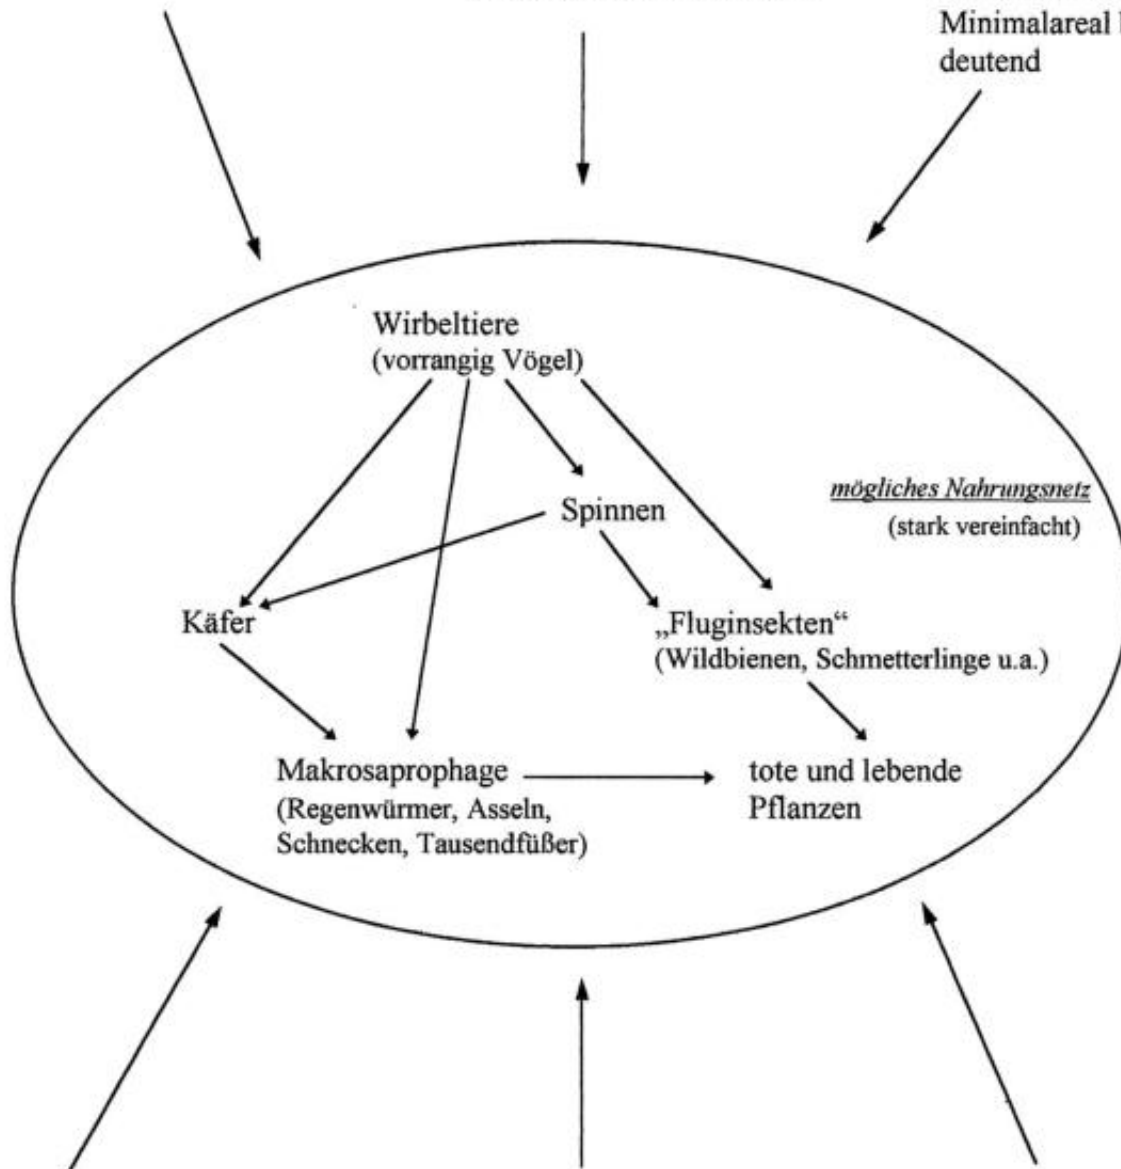 Minimalareal
deutend
Wirbeltiere
(vorrangig Vögel)
mögliches Nahrungsnetz
(stark vereinfacht)
Spinnen
Käfer
„Fluginsekten“
(Wildbienen, Schmetterlinge u.a.)
Makrosaprophage
(Regenwürmer, Asseln,
Schnecken, Tausendfüßer)
tote und lebende
Pflanzen